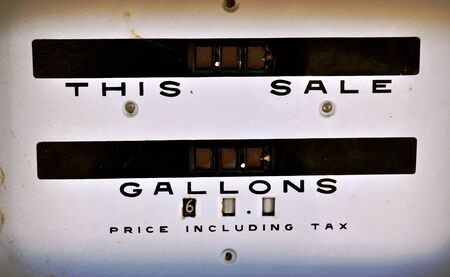 THIS SALE
GALLONS
6 .
PRICE INCLUDING TAX